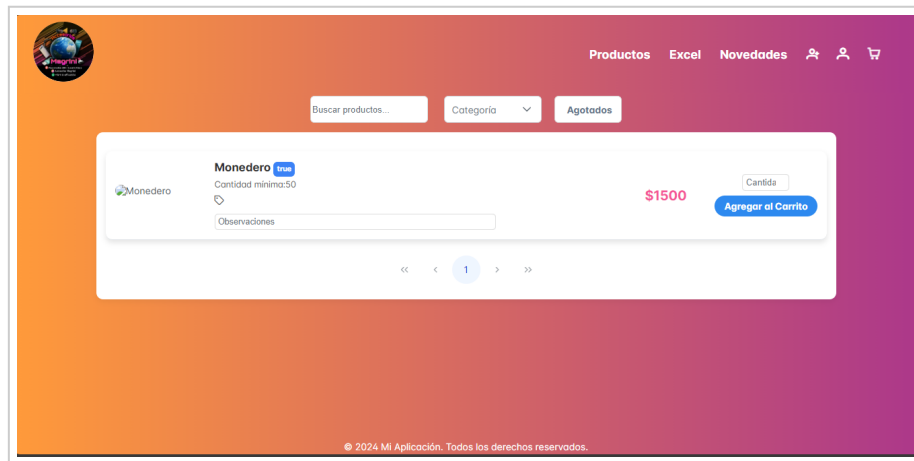 Magrini
Productos Excel Novedades
Buscar productos...
Categoría
Agotados
Monedero true
Cantidad mínima:50
Monedero
Observaciones
$1500
Cantida
Agregar al Carrito
<< < 1 > >>
© 2024 Mi Aplicación. Todos los derechos reservados.